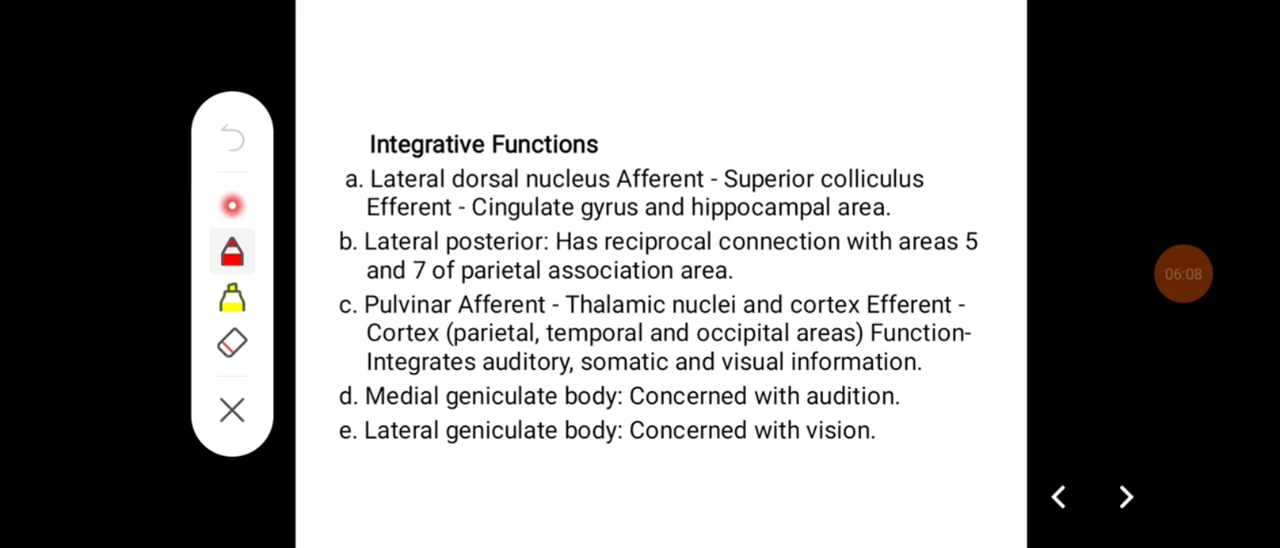 Integrative Functions
a. Lateral dorsal nucleus Afferent - Superior colliculus
Efferent - Cingulate gyrus and hippocampal area.
b. Lateral posterior: Has reciprocal connection with areas 5
and 7 of parietal association area.
c. Pulvinar Afferent - Thalamic nuclei and cortex Efferent -
Cortex (parietal, temporal and occipital areas) Function-
Integrates auditory, somatic and visual information.
d. Medial geniculate body: Concerned with audition.
e. Lateral geniculate body: Concerned with vision.
06:08